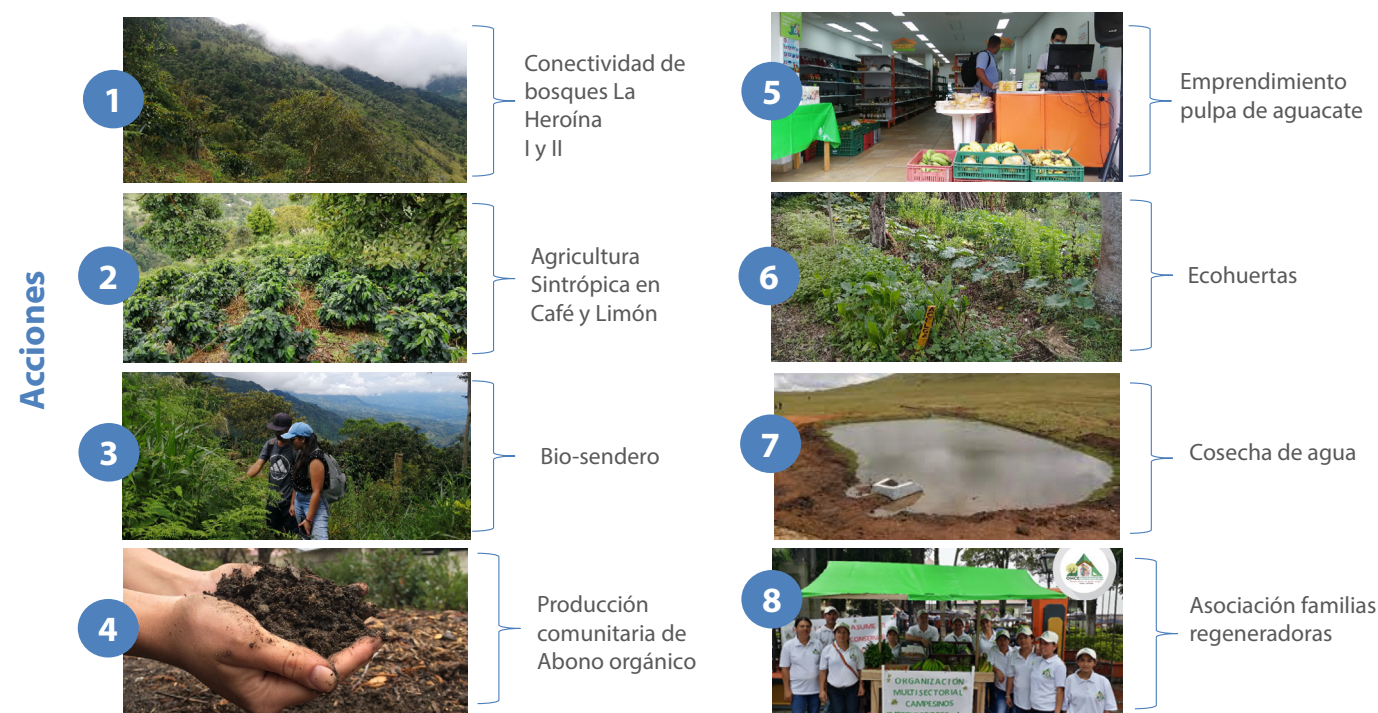 Acciones
1
Conectividad de
bosques La
Heroína
I y II
2
Agricultura
Sintrópica en
Café y Limón
3
Bio-sendero
4
Producción
comunitaria de
Abono orgánico
5
Emprendimiento
pulpa de aguacate
6
Ecohuertas
7
Cosecha de agua
8
Asociación familias
regeneradoras
ASUME
ORGANIZACIÓN
MULTISECTORIAL
CAMPESINOS